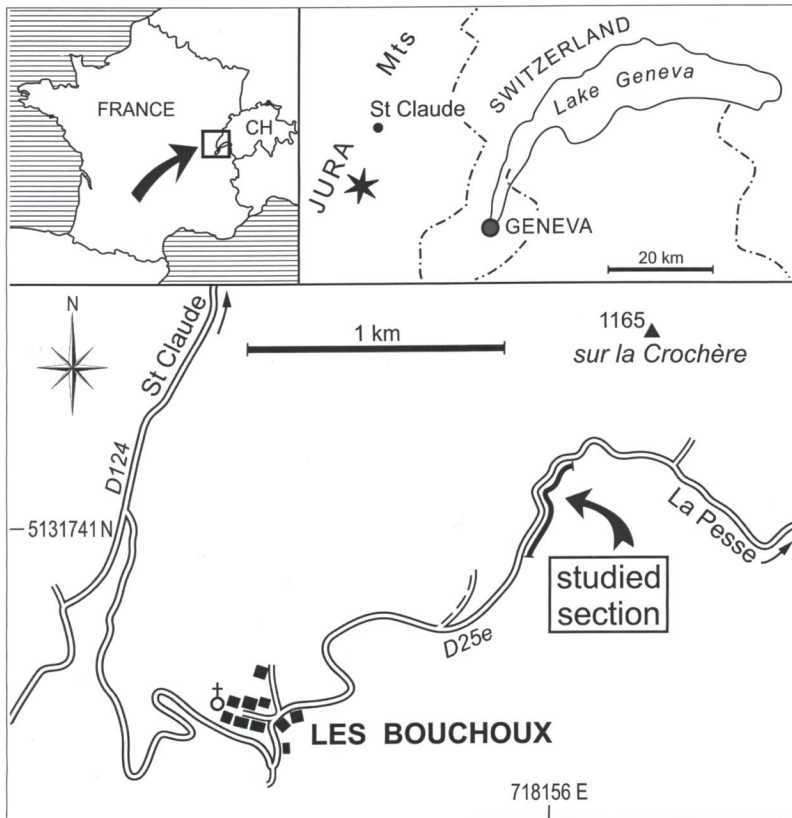 FRANCE
CH
JURA
Mts
St Claude
SWITZERLAND
Lake Geneva
GENEVA
20 km
N
St Claude
D124
1 km
1165
sur la Crochère
5131741 N
La Pesse
studied
section
D25e
LES BOUCHOUX
718156 E